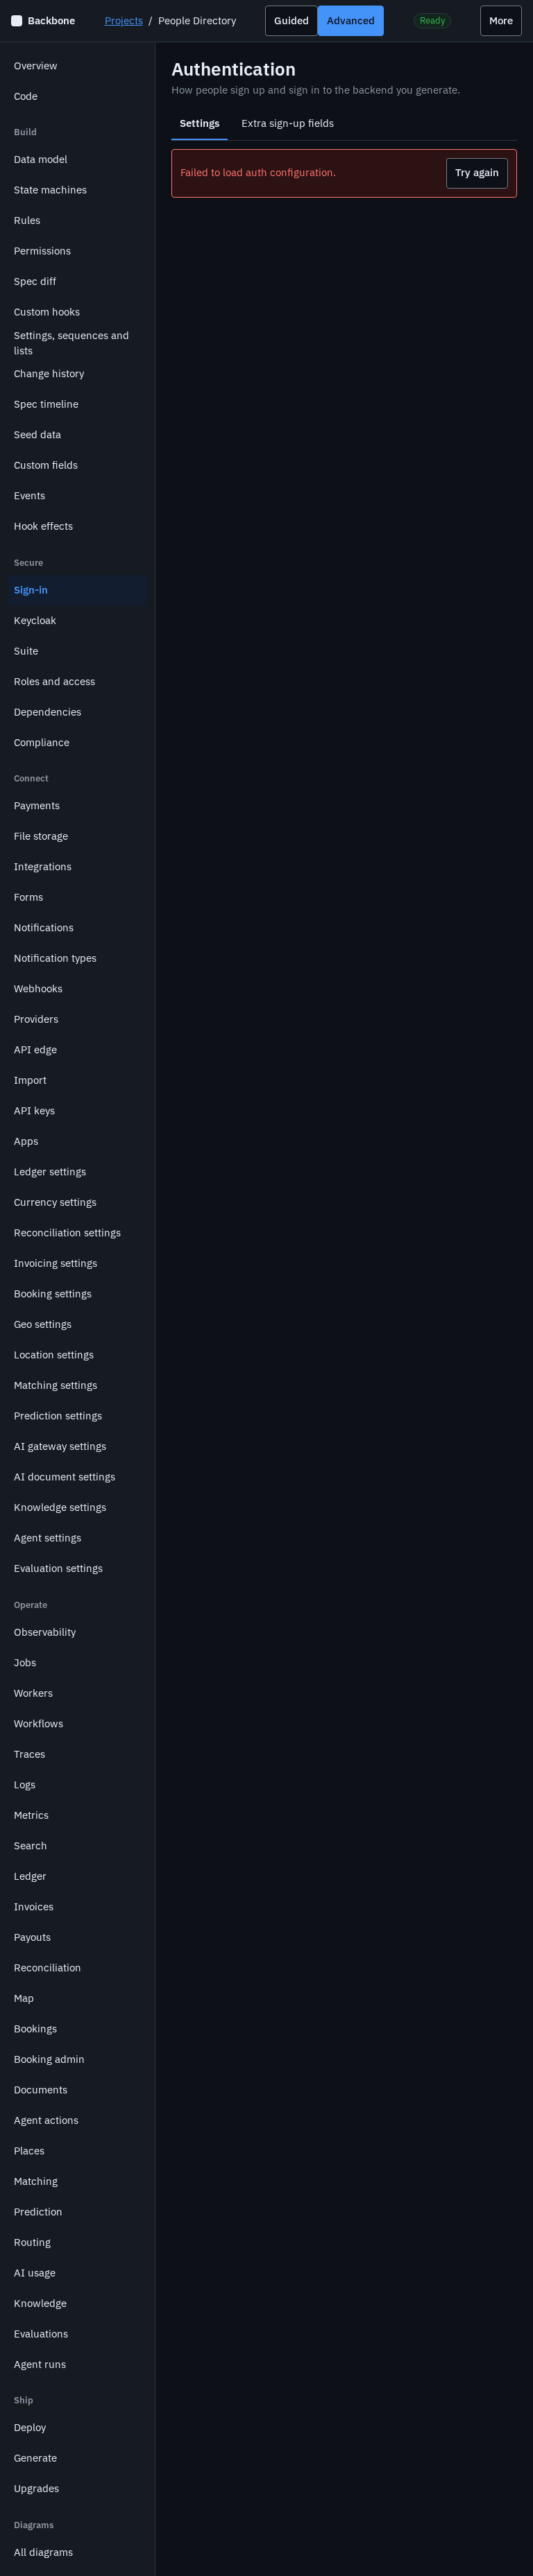 Backbone
Projects / People Directory
Guided
Advanced
Ready
More
Overview
Code
Build
Data model
State machines
Rules
Permissions
Spec diff
Custom hooks
Settings, sequences and
lists
Change history
Spec timeline
Seed data
Custom fields
Events
Hook effects
Secure
Sign-in
Keycloak
Suite
Roles and access
Dependencies
Compliance
Connect
Payments
File storage
Integrations
Forms
Notifications
Notification types
Webhooks
Providers
API edge
Import
API keys
Apps
Ledger settings
Currency settings
Reconciliation settings
Invoicing settings
Booking settings
Geo settings
Location settings
Matching settings
Prediction settings
AI gateway settings
AI document settings
Knowledge settings
Agent settings
Evaluation settings
Operate
Observability
Jobs
Workers
Workflows
Traces
Logs
Metrics
Search
Ledger
Invoices
Payouts
Reconciliation
Map
Bookings
Booking admin
Documents
Agent actions
Places
Matching
Prediction
Routing
AI usage
Knowledge
Evaluations
Agent runs
Ship
Deploy
Generate
Upgrades
Diagrams
All diagrams
Authentication
How people sign up and sign in to the backend you generate.
Settings
Extra sign-up fields
Failed to load auth configuration.
Try again